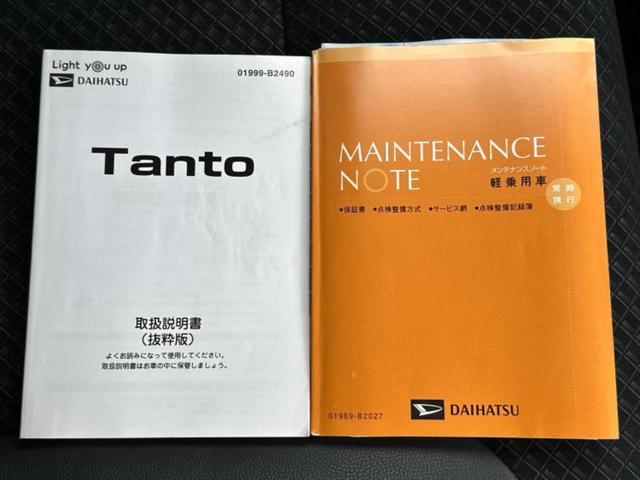 Light you up
DAIHATSU
01999-B2490
Tanto
取扱説明書
(抜粋版)
よくお読みになって使用してください。
取扱説明書はお車の中に保管しましょう。
MAINTENANCE
NOTE
メンテナンスノート
軽乗用車
常時
携行
●保証書 ●点検整備方式 ●サービス網 ●点検整備記録簿
01989-B2027
DAIHATSU